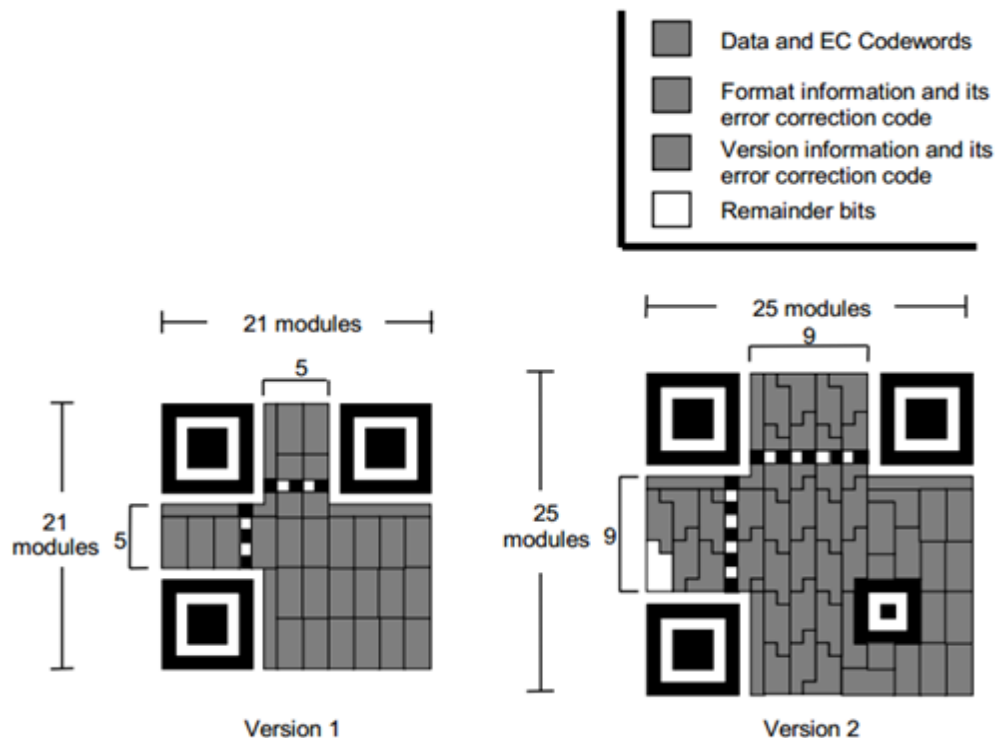 Data and EC Codewords
Format information and its
error correction code
Version information and its
error correction code
Remainder bits
21 modules
5
25 modules
9
21
modules
5
25
modules
9
Version 1
Version 2